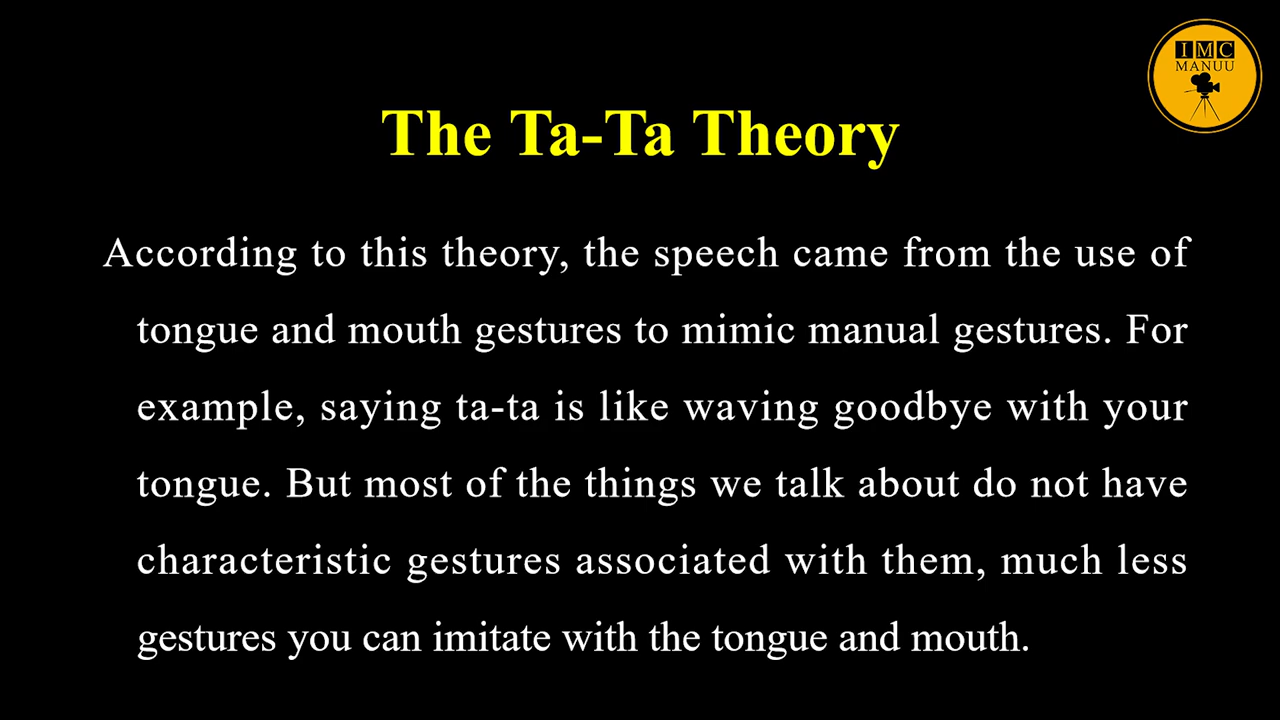 IMC
MANUU
The Ta-Ta Theory
According to this theory, the speech came from the use of
tongue and mouth gestures to mimic manual gestures. For
example, saying ta-ta is like waving goodbye with your
tongue. But most of the things we talk about do not have
characteristic gestures associated with them, much less
gestures you can imitate with the tongue and mouth.